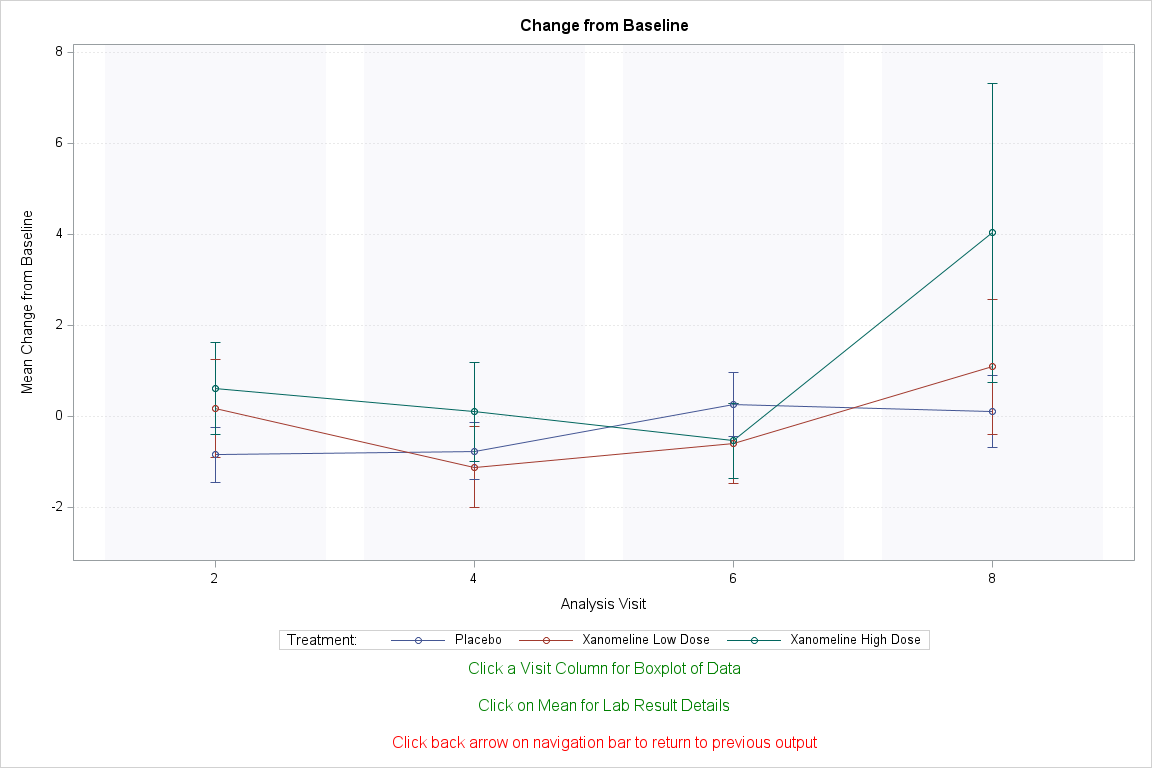 Change from Baseline
8
6
4
2
0
-2
Mean Change from Baseline
2 4 6 8
Analysis Visit
Treatment: Placebo Xanomeline Low Dose Xanomeline High Dose
Click a Visit Column for Boxplot of Data
Click on Mean for Lab Result Details
Click back arrow on navigation bar to return to previous output